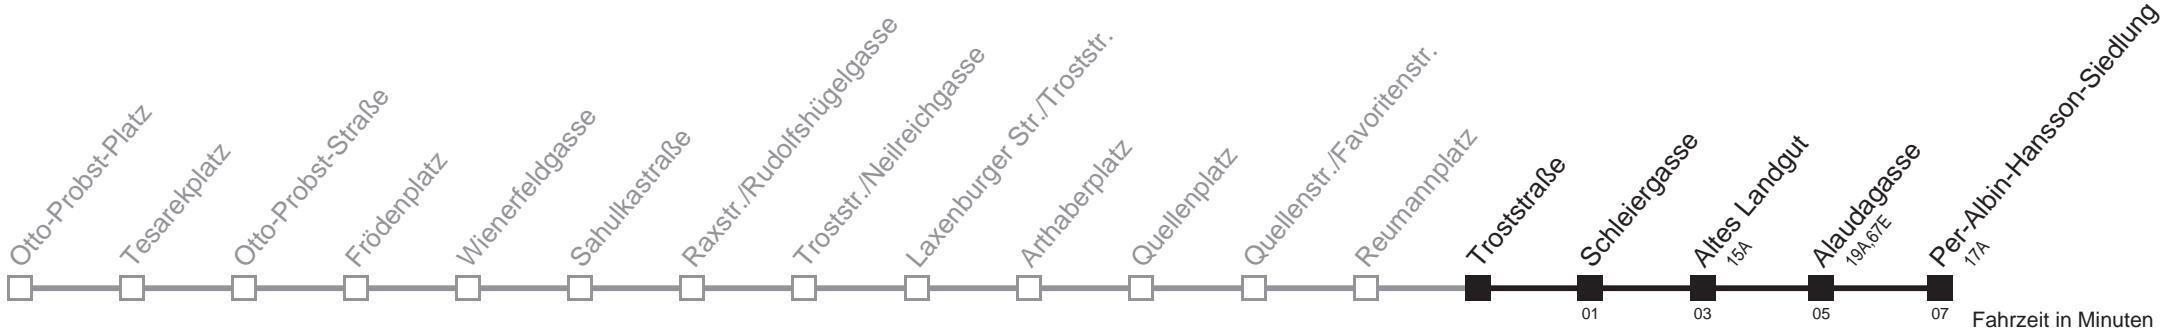 Otto-Probst-Platz
Tesarekplatz
Otto-Probst-Straße
Frödenplatz
Wienerfeldgasse
Sahulkastraße
Raxstr./Rudolfshügelgasse
Troststr./Neilreichgasse
Laxenburger Str./Troststr.
Arthaberplatz
Quellenplatz
Quellenstr./Favoritenstr.
Reumannplatz
Troststraße
Schleiergasse
Altes Landgut
15A
Alaudagasse
19A,67E
Per-Albin-Hansson-Siedlung
17A
01
03
05
07
Fahrzeit in Minuten